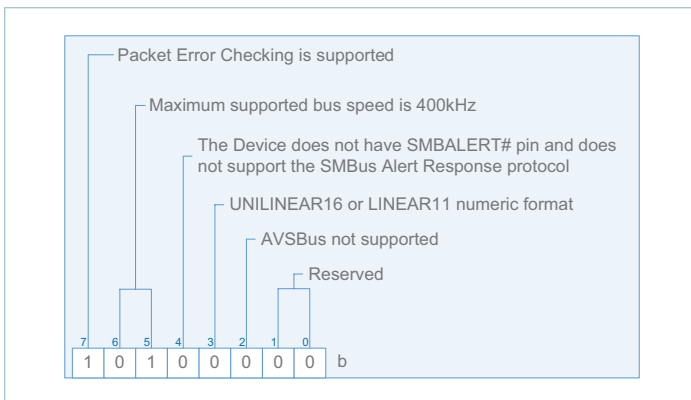 Packet Error Checking is supported
Maximum supported bus speed is 400kHz
The Device does not have SMBALERT# pin and does
not support the SMBus Alert Response protocol
UNILINEAR16 or LINEAR11 numeric format
AVSBus not supported
Reserved
7 6 5 4 3 2 1 0
1 0 1 0 0 0 0 0 b